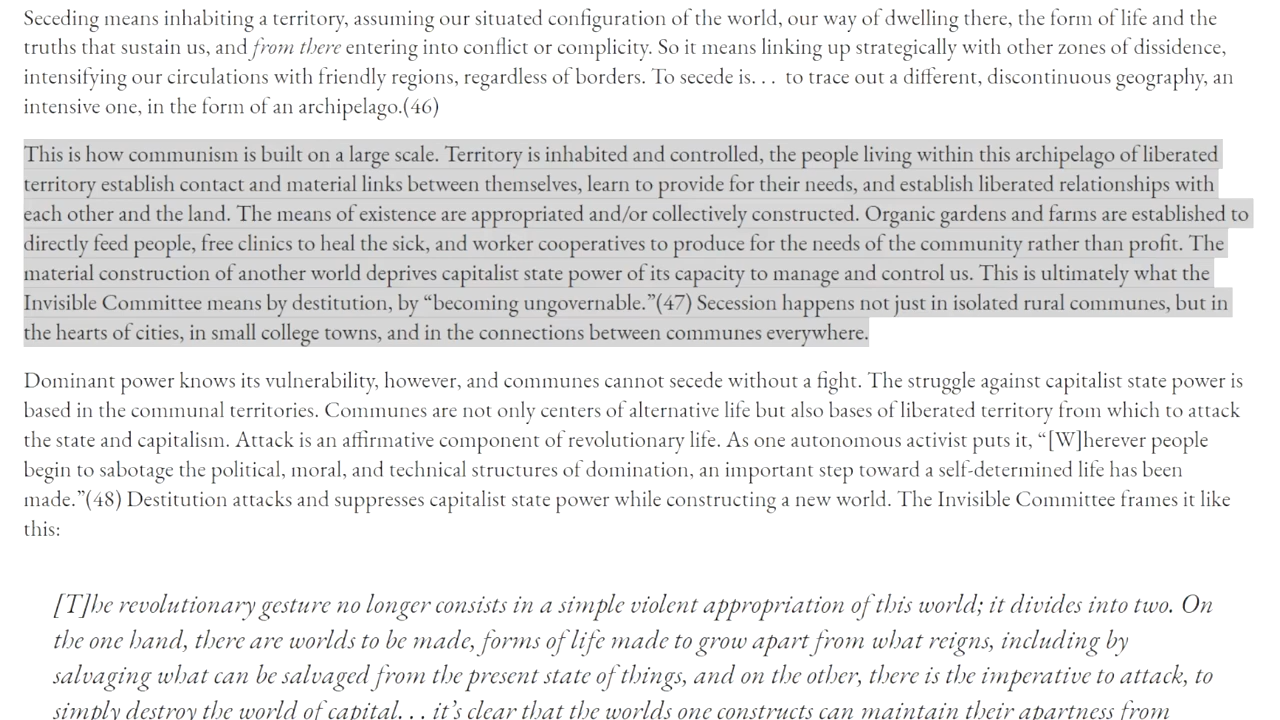 Seceding means inhabiting a territory, assuming our situated configuration of the world, our way of dwelling there, the form of life and the
truths that sustain us, and from there entering into conflict or complicity. So it means linking up strategically with other zones of dissidence,
intensifying our circulations with friendly regions, regardless of borders. To secede is. . . to trace out a different, discontinuous geography, an
intensive one, in the form of an archipelago.(46)
This is how communism is built on a large scale. Territory is inhabited and controlled, the people living within this archipelago of liberated
territory establish contact and material links between themselves, learn to provide for their needs, and establish liberated relationships with
each other and the land. The means of existence are appropriated and/or collectively constructed. Organic gardens and farms are established to
directly feed people, free clinics to heal the sick, and worker cooperatives to produce for the needs of the community rather than profit. The
material construction of another world deprives capitalist state power of its capacity to manage and control us. This is ultimately what the
Invisible Committee means by destitution, by “becoming ungovernable.”(47) Secession happens not just in isolated rural communes, but in
the hearts of cities, in small college towns, and in the connections between communes everywhere.
Dominant power knows its vulnerability, however, and communes cannot secede without a fight. The struggle against capitalist state power is
based in the communal territories. Communes are not only centers of alternative life but also bases of liberated territory from which to attack
the state and capitalism. Attack is an affirmative component of revolutionary life. As one autonomous activist puts it, “[W]herever people
begin to sabotage the political, moral, and technical structures of domination, an important step toward a self-determined life has been
made.”(48) Destitution attacks and suppresses capitalist state power while constructing a new world. The Invisible Committee frames it like
this:
[T]he revolutionary gesture no longer consists in a simple violent appropriation of this world; it divides into two. On
the one hand, there are worlds to be made, forms of life made to grow apart from what reigns, including by
salvaging what can be salvaged from the present state of things, and on the other, there is the imperative to attack, to
simply destroy the world of capital. . . it’s clear that the worlds one constructs can maintain their apartness from